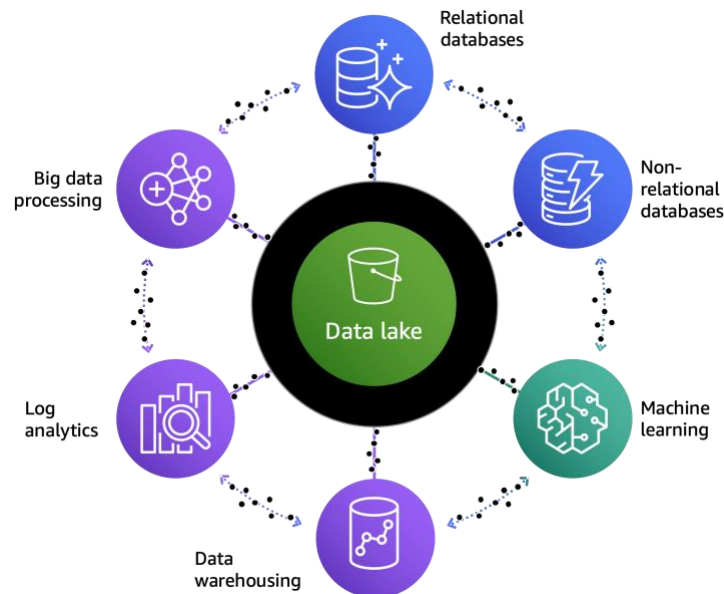 Relational
databases
Non-
relational
databases
Big data
processing
Data lake
Log
analytics
Machine
learning
Data
warehousing